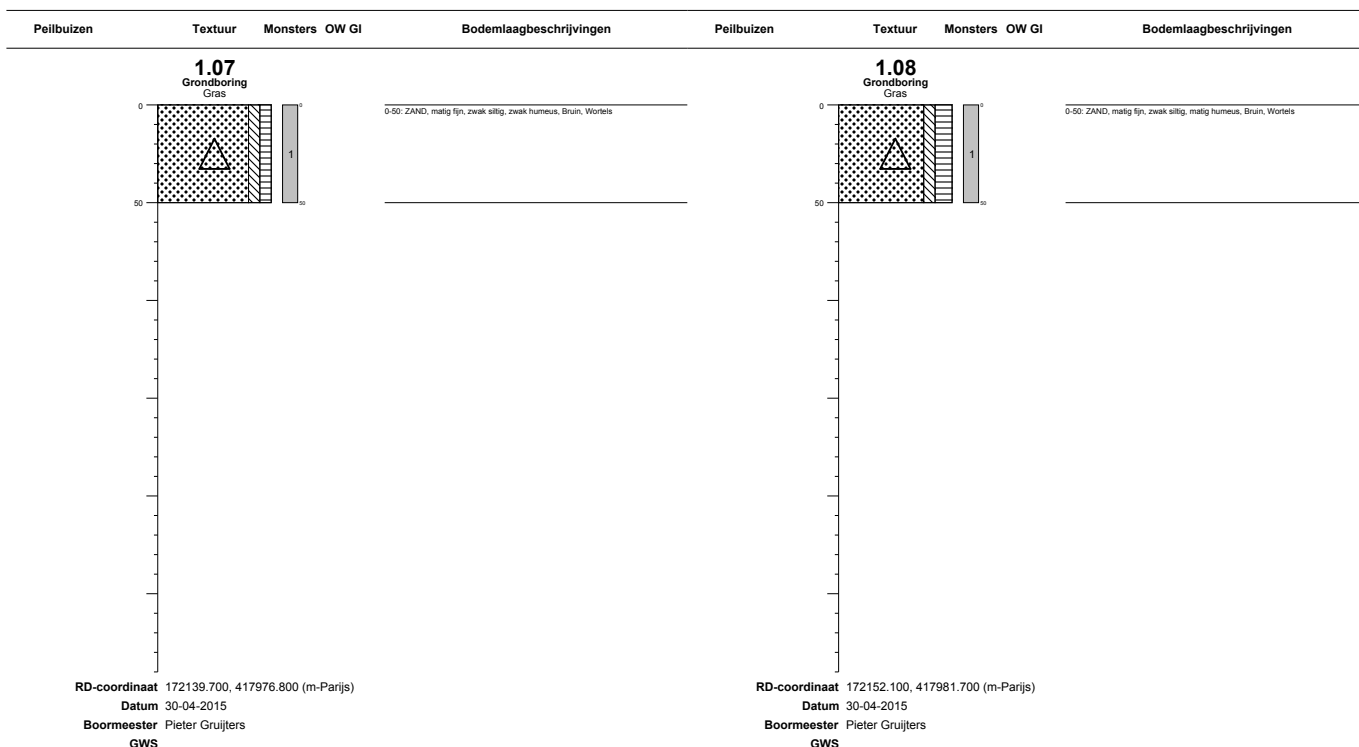 Peilbuizen Textuur Monsters OW GI Bodemlaagbeschrijvingen Peilbuizen Textuur Monsters OW GI Bodemlaagbeschrijvingen
1.07
Grondboring
Gras
0
0
1
50
50
0-50: ZAND, matig fijn, zwak siltig, zwak humeus, Bruin, Wortels
RD-coordinaat 172139.700, 417976.800 (m-Parijs)
Datum 30-04-2015
Boormeester Pieter Gruijters
GWS
1.08
Grondboring
Gras
0
0
1
50
50
0-50: ZAND, matig fijn, zwak siltig, matig humeus, Bruin, Wortels
RD-coordinaat 172152.100, 417981.700 (m-Parijs)
Datum 30-04-2015
Boormeester Pieter Gruijters
GWS